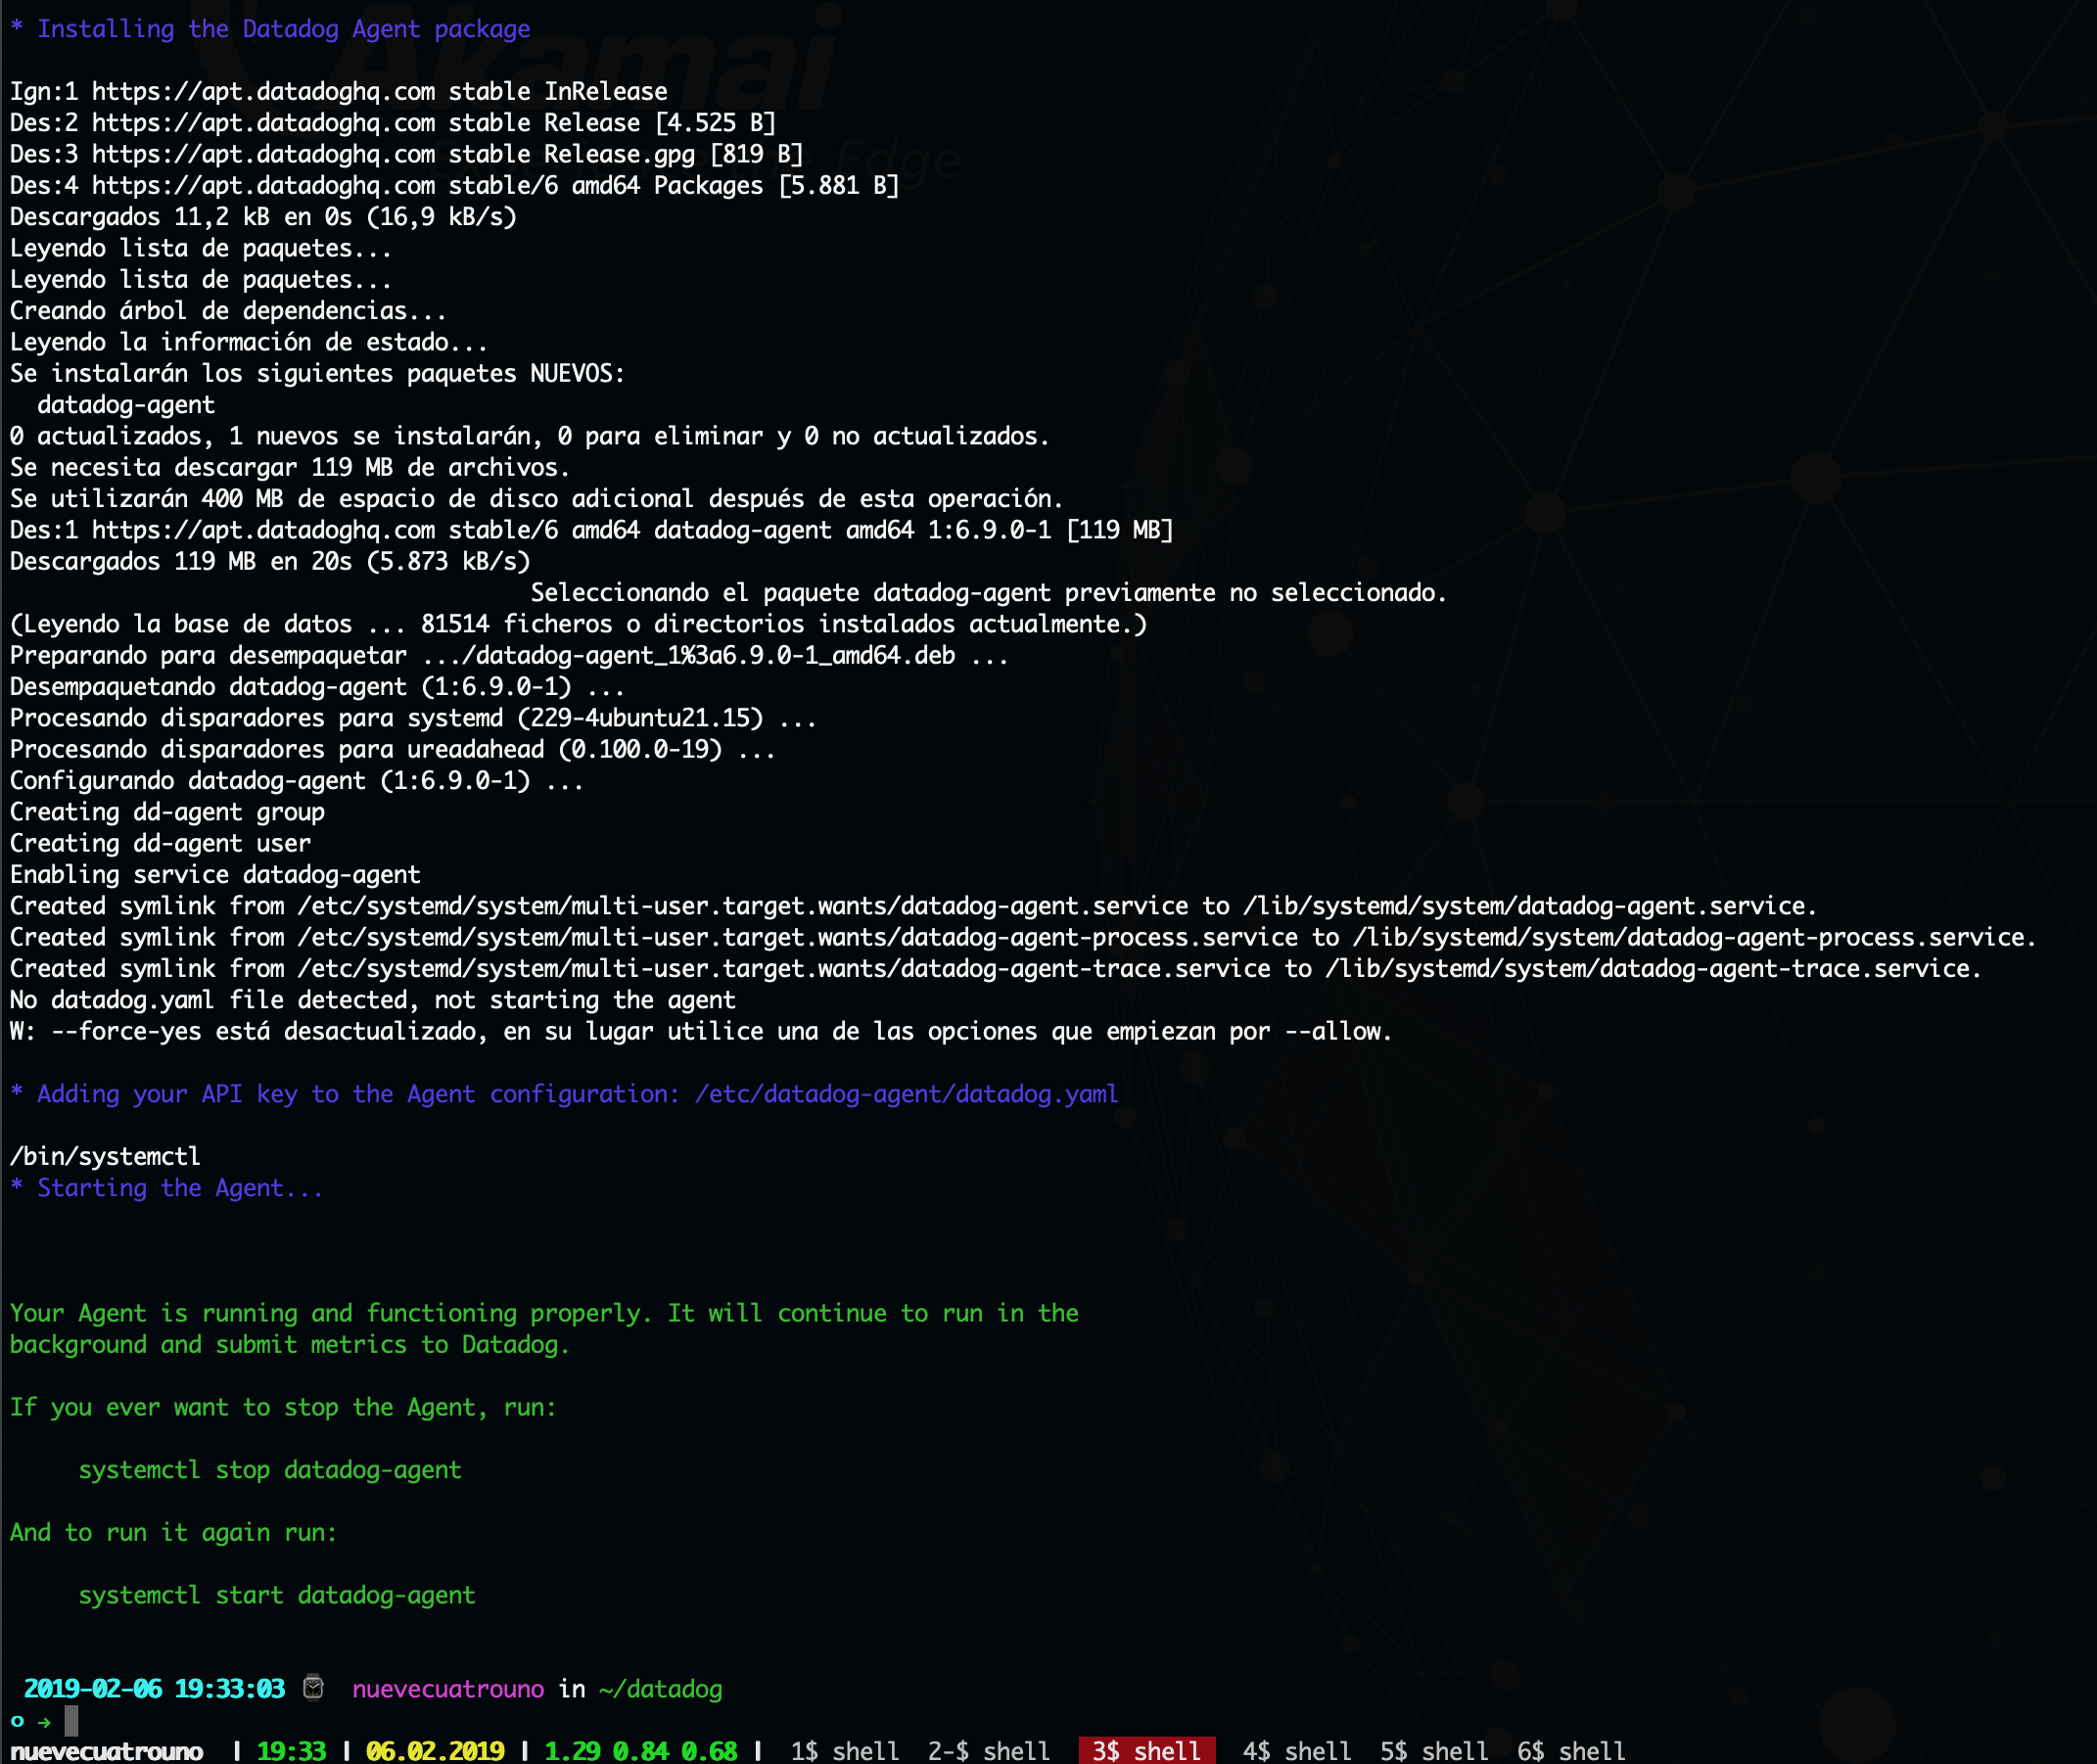 Akamai
Edge
* Installing the Datadog Agent package
Ign:1 https://apt.datadoghq.com stable InRelease
Des:2 https://apt.datadoghq.com stable Release [4.525 B]
Des:3 https://apt.datadoghq.com stable Release.gpg [819 B]
Des:4 https://apt.datadoghq.com stable/6 amd64 Packages [5.881 B]
Descargados 11,2 kB en 0s (16,9 kB/s)
Leyendo lista de paquetes...
Leyendo lista de paquetes...
Creando árbol de dependencias...
Leyendo la información de estado...
Se instalarán los siguientes paquetes NUEVOS:
datadog-agent
0 actualizados, 1 nuevos se instalarán, 0 para eliminar y 0 no actualizados.
Se necesita descargar 119 MB de archivos.
Se utilizarán 400 MB de espacio de disco adicional después de esta operación.
Des:1 https://apt.datadoghq.com stable/6 amd64 datadog-agent amd64 1:6.9.0-1 [119 MB]
Descargados 119 MB en 20s (5.873 kB/s)
Seleccionando el paquete datadog-agent previamente no seleccionado.
(Leyendo la base de datos ... 81514 ficheros o directorios instalados actualmente.)
Preparando para desempaquetar .../datadog-agent_1%3a6.9.0-1_amd64.deb ...
Desempaquetando datadog-agent (1:6.9.0-1) ...
Procesando disparadores para systemd (229-4ubuntu21.15) ...
Procesando disparadores para ureadahead (0.100.0-19) ...
Configurando datadog-agent (1:6.9.0-1) ...
Creating dd-agent group
Creating dd-agent user
Enabling service datadog-agent
Created symlink from /etc/systemd/system/multi-user.target.wants/datadog-agent.service to /lib/systemd/system/datadog-agent.service.
Created symlink from /etc/systemd/system/multi-user.target.wants/datadog-agent-process.service to /lib/systemd/system/datadog-agent-process.service.
Created symlink from /etc/systemd/system/multi-user.target.wants/datadog-agent-trace.service to /lib/systemd/system/datadog-agent-trace.service.
No datadog.yaml file detected, not starting the agent
W: --force-yes está desactualizado, en su lugar utilice una de las opciones que empiezan por --allow.
* Adding your API key to the Agent configuration: /etc/datadog-agent/datadog.yaml
/bin/systemctl
* Starting the Agent...
Your Agent is running and functioning properly. It will continue to run in the
background and submit metrics to Datadog.
If you ever want to stop the Agent, run:
systemctl stop datadog-agent
And to run it again run:
systemctl start datadog-agent
2019-02-06 19:33:03 nuevecuatrouno in ~/datadog
o →
nuevecuatrouno | 19:33 | 06.02.2019 | 1.29 0.84 0.68 | 1$ shell 2-$ shell 3$ shell 4$ shell 5$ shell 6$ shell